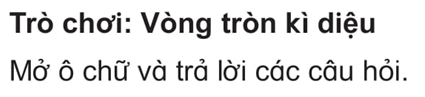 Trò chơi: Vòng tròn kì diệu
Mở ô chữ và trả lời các câu hỏi.